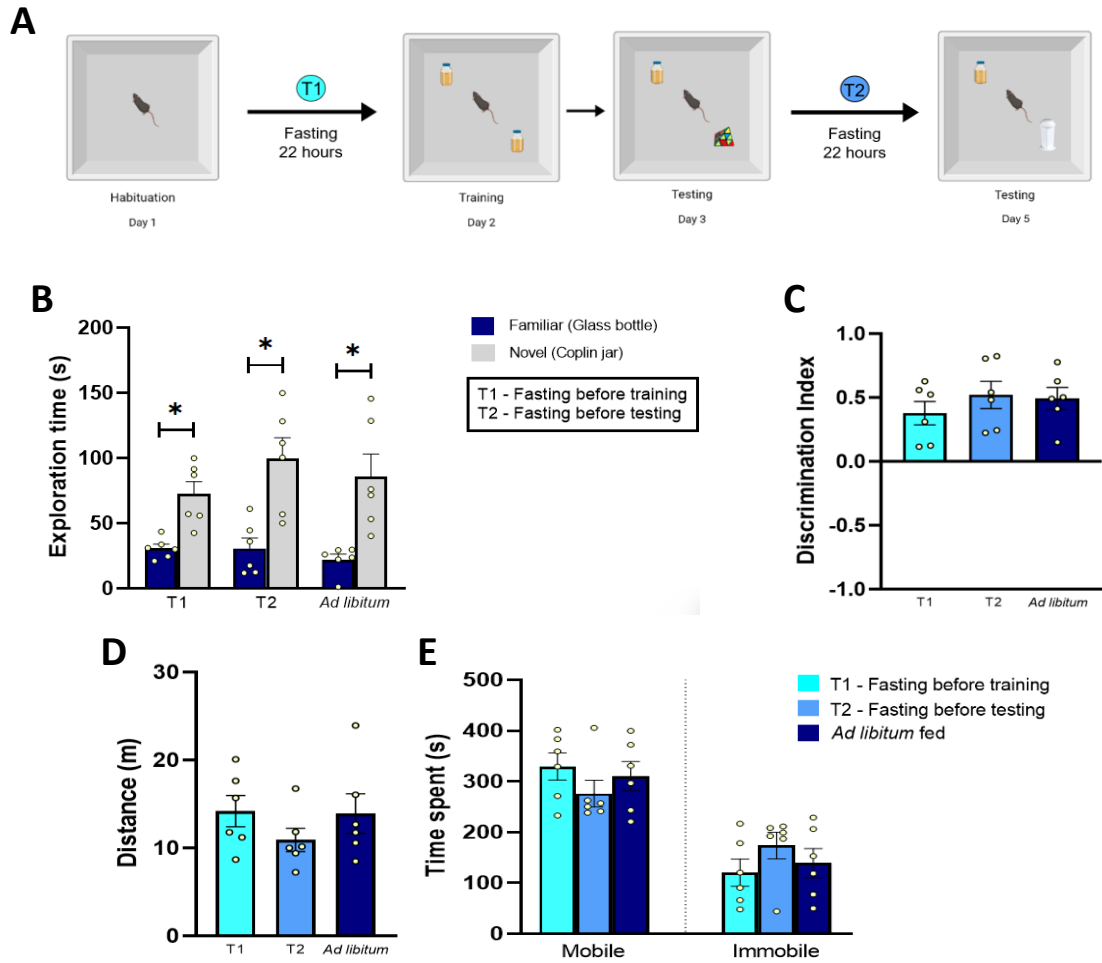 A
T1
Fasting
22 hours
T2
Fasting
22 hours
Habituation
Day 1
Training
Day 2
Testing
Day 3
Testing
Day 5
B
Exploration time (s)
200
150
100
50
0
*
*
*
T1
T2
Ad libitum
Familiar (Glass bottle)
Novel (Coplin jar)
T1 - Fasting before training
T2 - Fasting before testing
C
Discrimination Index
1.0
0.5
0.0
-0.5
-1.0
T1
T2
Ad libitum
D
Distance (m)
30
20
10
0
T1
T2
Ad libitum
E
Time spent (s)
500
400
300
200
100
0
Mobile
Immobile
T1 - Fasting before training
T2 - Fasting before testing
Ad libitum fed